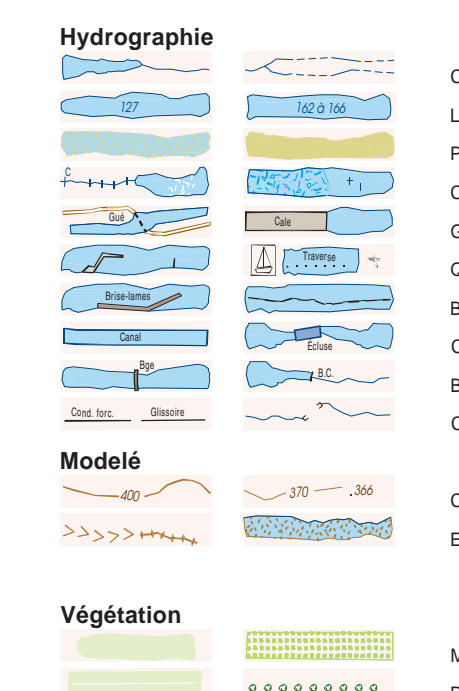 Hydrographie
127
162 à 166
C
Gué
Cale
Traverse
Brise-lames
Canal
Écluse
Bge
B.C.
Cond. forc.
Glissoire
Modelé
400
370
.366
Végétation